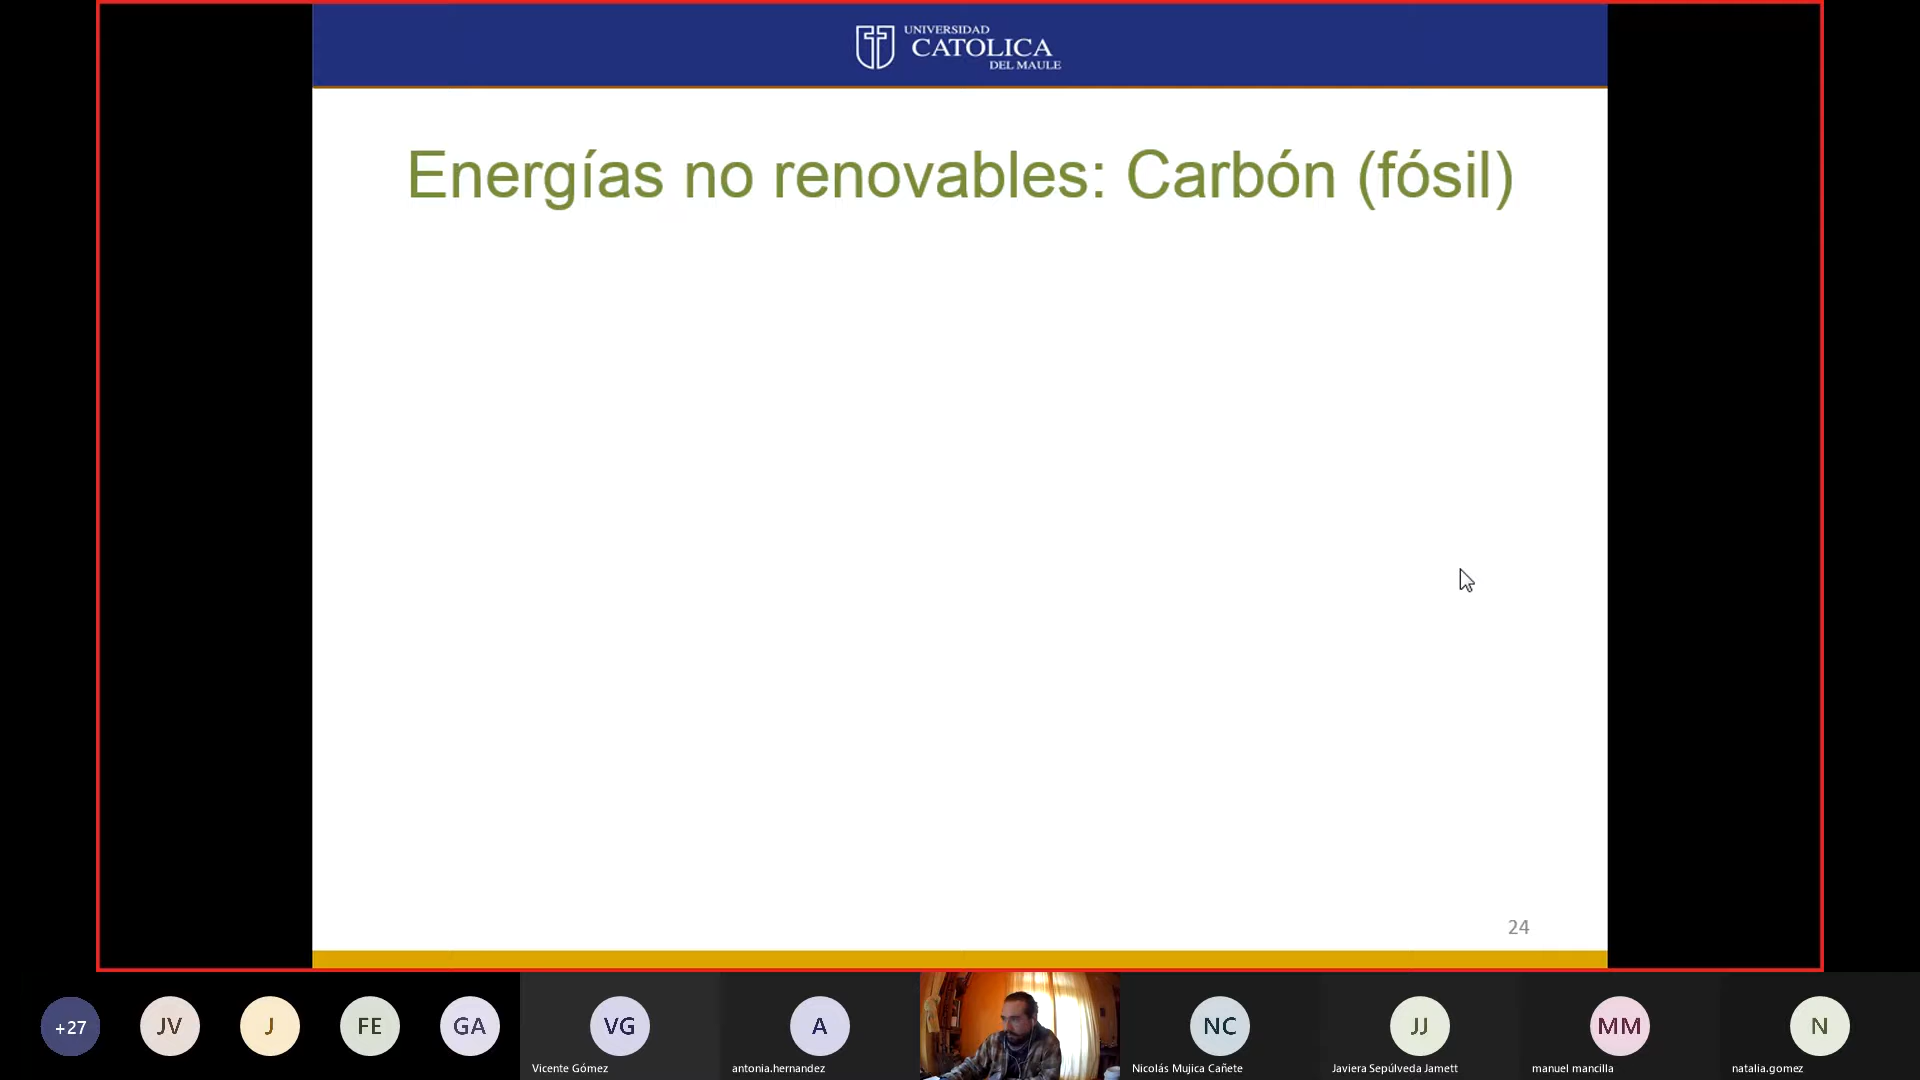 UNIVERSIDAD
CATOLICA
DEL MAULE
Energías no renovables: Carbón (fósil)
24
+27
JV
J
FE
GA
VG
A
NC
JJ
MM
N
Vicente Gómez
antonia.hernandez
Nicolás Mujica Cañete
Javiera Sepúlveda Jamett
manuel mancilla
natalia.gomez